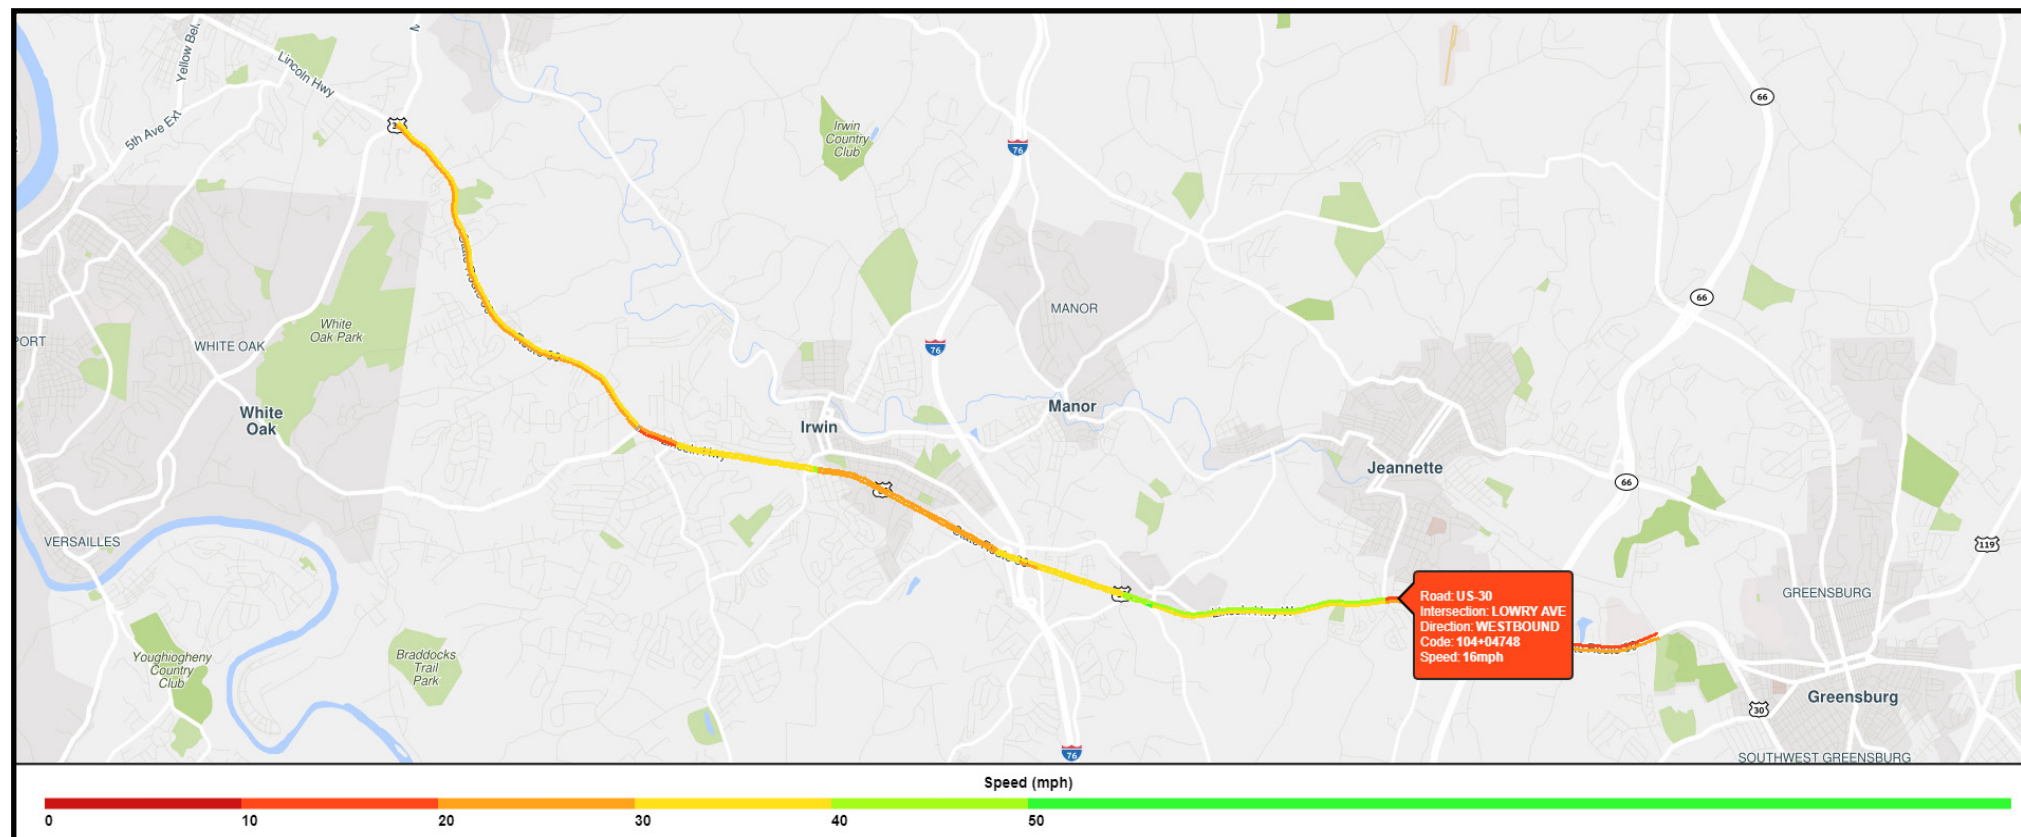 Lincoln Hwy
Yellow Bel.
5th Ave Ext
66
Irwin
Country
Club
76
66
MANOR
White
Oak Park
WHITE OAK
PORT
76
White
Oak
Irwin
Manor
Jeannette
66
119
VERSAILLES
GREENSBURG
Road: US-30
Intersection: LOWRY AVE
Direction: WESTBOUND
Code: 104+04748
Speed: 16mph
Lincoln Hwy W
Youghiogheny
Country
Club
Braddocks
Trail
Park
Greensburg
30
76
SOUTHWEST GREENSBURG
Speed (mph)
0 10 20 30 40 50